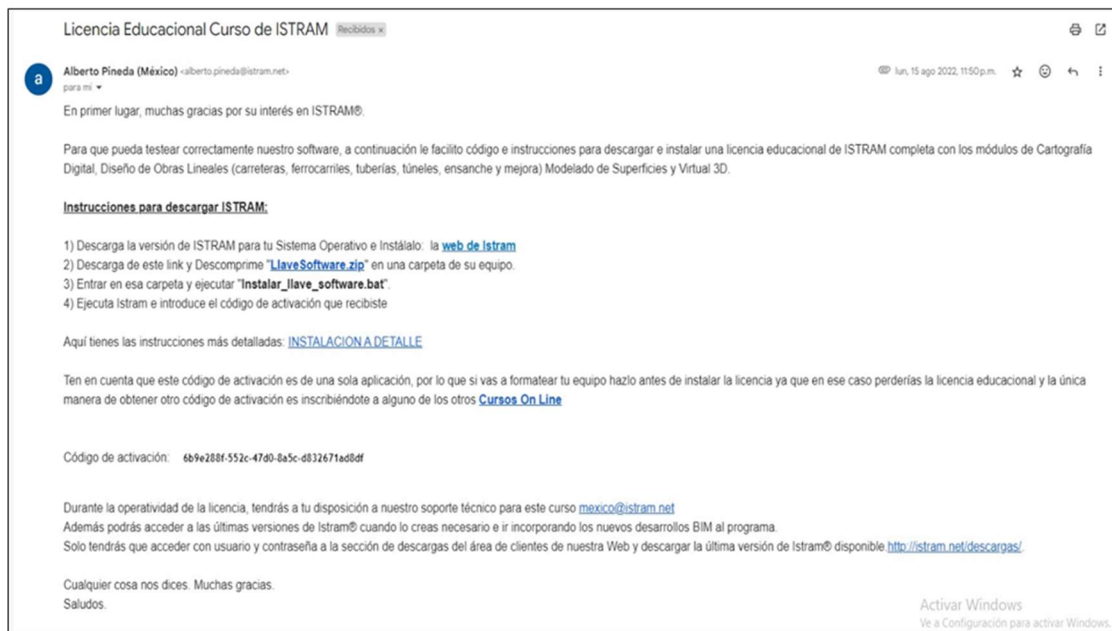 Licencia Educacional Curso de ISTRAM Recibidos x
a
Alberto Pineda (México) <alberto.pineda@istram.net>
lun, 15 ago 2022, 11:50 p.m.
para mí
En primer lugar, muchas gracias por su interés en ISTRAM®.
Para que pueda testear correctamente nuestro software, a continuación le facilito código e instrucciones para descargar e instalar una licencia educacional de ISTRAM completa con los módulos de Cartografía
Digital, Diseño de Obras Lineales (carreteras, ferrocarriles, tuberías, túneles, ensanche y mejora) Modelado de Superficies y Virtual 3D.
Instrucciones para descargar ISTRAM:
1) Descarga la versión de ISTRAM para tu Sistema Operativo e Instálalo: la web de Istram
2) Descarga de este link y Descomprime "LlaveSoftware.zip" en una carpeta de su equipo.
3) Entrar en esa carpeta y ejecutar "Instalar_llave_software.bat".
4) Ejecuta Istram e introduce el código de activación que recibiste
Aquí tienes las instrucciones más detalladas: INSTALACION A DETALLE
Ten en cuenta que este código de activación es de una sola aplicación, por lo que si vas a formatear tu equipo hazlo antes de instalar la licencia ya que en ese caso perderías la licencia educacional y la única
manera de obtener otro código de activación es inscribiéndote a alguno de los otros Cursos On Line
Código de activación: 6b9e288f-552c-47d0-8a5c-d832671ad8df
Durante la operatividad de la licencia, tendrás a tu disposición a nuestro soporte técnico para este curso mexico@istram.net
Además podrás acceder a las últimas versiones de Istram® cuando lo creas necesario e ir incorporando los nuevos desarrollos BIM al programa.
Solo tendrás que acceder con usuario y contraseña a la sección de descargas del área de clientes de nuestra Web y descargar la última versión de Istram® disponible.http://istram.net/descargas/.
Cualquier cosa nos dices. Muchas gracias.
Saludos.
Activar Windows
Ve a Configuración para activar Windows.